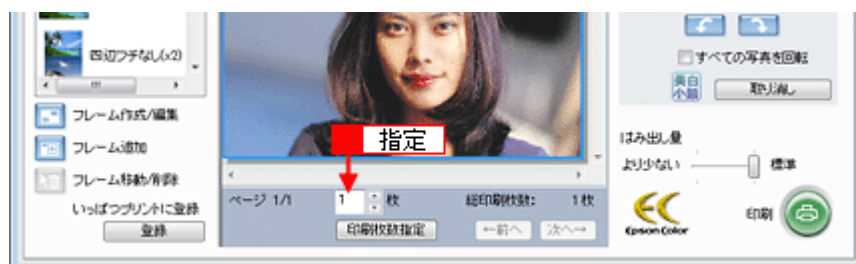 四辺フチなし(x2)
フレーム作成/編集
フレーム追加
フレーム移動/削除
いっぱつプリントに登録
登録
指定
ページ 1/1
1 枚
総印刷枚数: 1 枚
印刷枚数指定
←前へ
次へ→
すべての写真を回転
美白
小顔
取り消し
はみ出し量
より少ない
標準
Epson Color
印刷